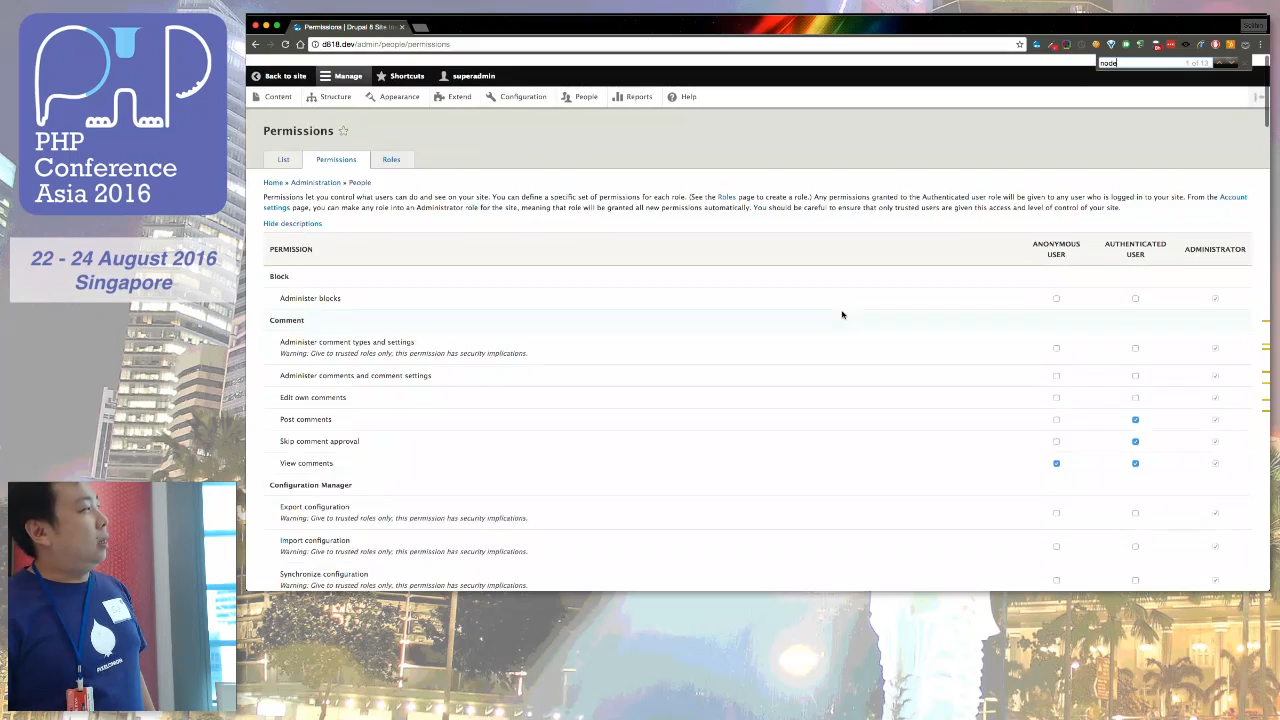 PHP
Conference
Asia 2016
22 - 24 August 2016
Singapore
Permissions | Drupal 8 Site In
d818.dev/admin/people/permissions
node 1 of 13
Back to site Manage Shortcuts superadmin
Content Structure Appearance Extend Configuration People Reports Help
Permissions
List Permissions Roles
Home » Administration » People
Permissions let you control what users can do and see on your site. You can define a specific set of permissions for each role. (See the Roles page to create a role.) Any permissions granted to the Authenticated user role will be given to any user who is logged in to your site. From the Account
settings page, you can make any role into an Administrator role for the site, meaning that role will be granted all new permissions automatically. You should be careful to ensure that only trusted users are given this access and level of control of your site.
Hide descriptions
PERMISSION ANONYMOUS USER AUTHENTICATED USER ADMINISTRATOR
Block
Administer blocks
Comment
Administer comment types and settings
Warning: Give to trusted roles only; this permission has security implications.
Administer comments and comment settings
Edit own comments
Post comments
Skip comment approval
View comments
Configuration Manager
Export configuration
Warning: Give to trusted roles only; this permission has security implications.
Import configuration
Warning: Give to trusted roles only; this permission has security implications.
Synchronize configuration
Warning: Give to trusted roles only; this permission has security implications.